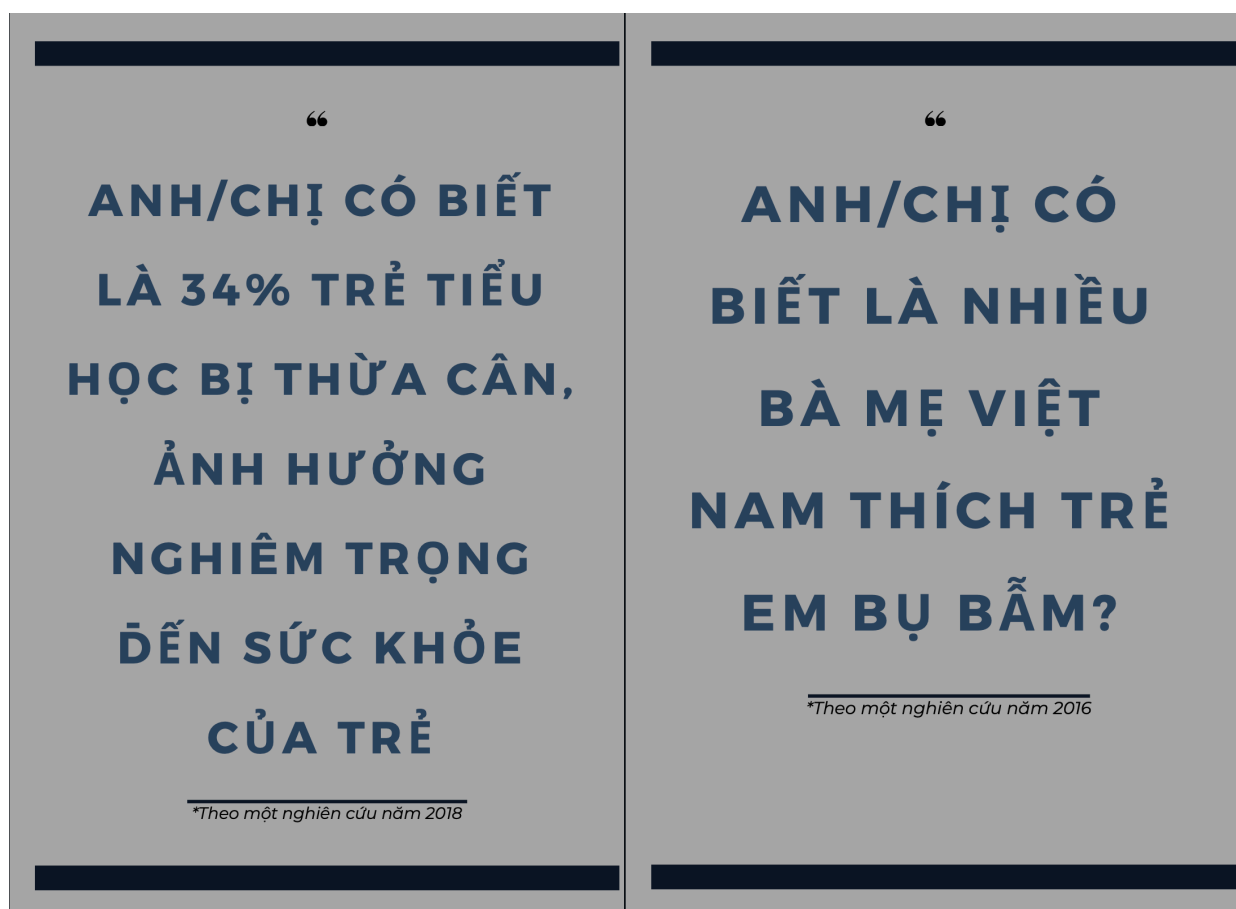 “
ANH/CHỊ CÓ BIẾT
LÀ 34% TRẺ TIỂU
HỌC BỊ THỪA CÂN,
ẢNH HƯỞNG
NGHIÊM TRỌNG
ĐẾN SỨC KHỎE
CỦA TRẺ
*Theo một nghiên cứu năm 2018
“
ANH/CHỊ CÓ
BIẾT LÀ NHIỀU
BÀ MẸ VIỆT
NAM THÍCH TRẺ
EM BỤ BẪM?
*Theo một nghiên cứu năm 2016